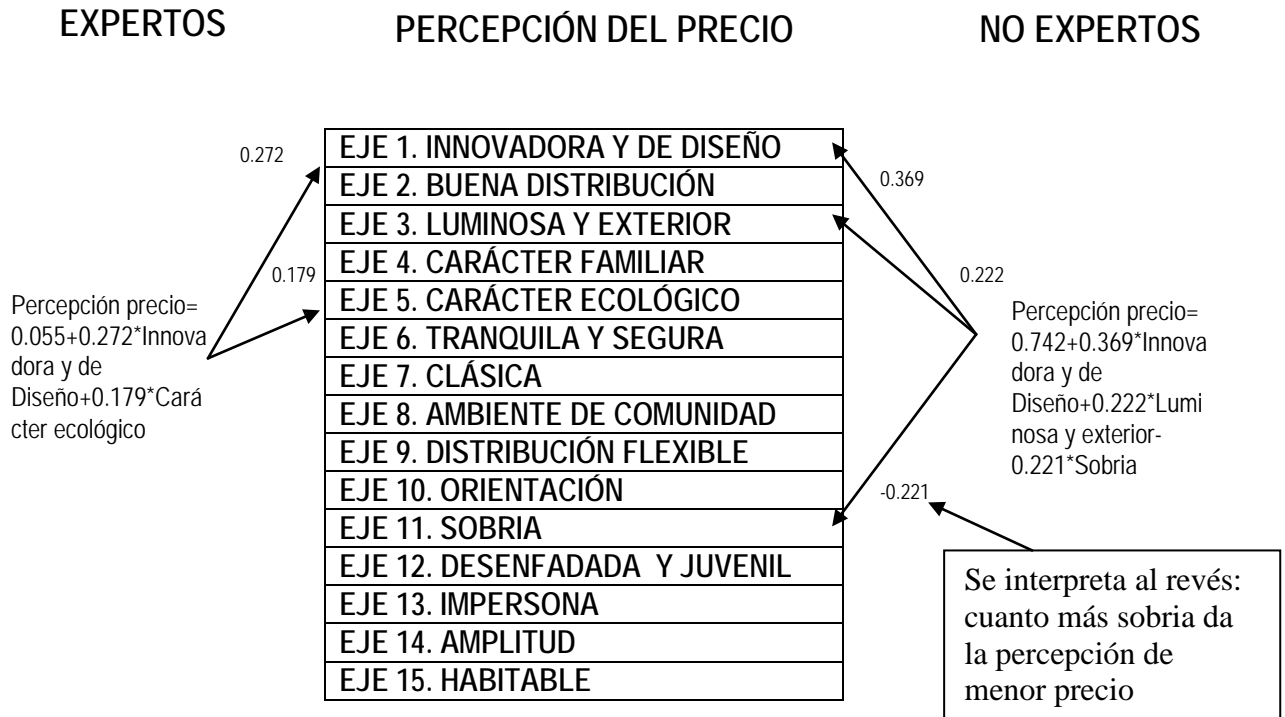 EXPERTOS
PERCEPCIÓN DEL PRECIO
NO EXPERTOS
0.272
0.179
Percepción precio=
0.055+0.272*Innova
dora y de
Diseño+0.179*Cará
cter ecológico
EJE 1. INNOVADORA Y DE DISEÑO
EJE 2. BUENA DISTRIBUCIÓN
EJE 3. LUMINOSA Y EXTERIOR
EJE 4. CARÁCTER FAMILIAR
EJE 5. CARÁCTER ECOLÓGICO
EJE 6. TRANQUILA Y SEGURA
EJE 7. CLÁSICA
EJE 8. AMBIENTE DE COMUNIDAD
EJE 9. DISTRIBUCIÓN FLEXIBLE
EJE 10. ORIENTACIÓN
EJE 11. SOBRIA
EJE 12. DESENFADADA Y JUVENIL
EJE 13. IMPERSONA
EJE 14. AMPLITUD
EJE 15. HABITABLE
0.369
0.222
-0.221
Percepción precio=
0.742+0.369*Innova
dora y de
Diseño+0.222*Lumi
nosa y exterior-
0.221*Sobria
Se interpreta al revés:
cuanto más sobria da
la percepción de
menor precio